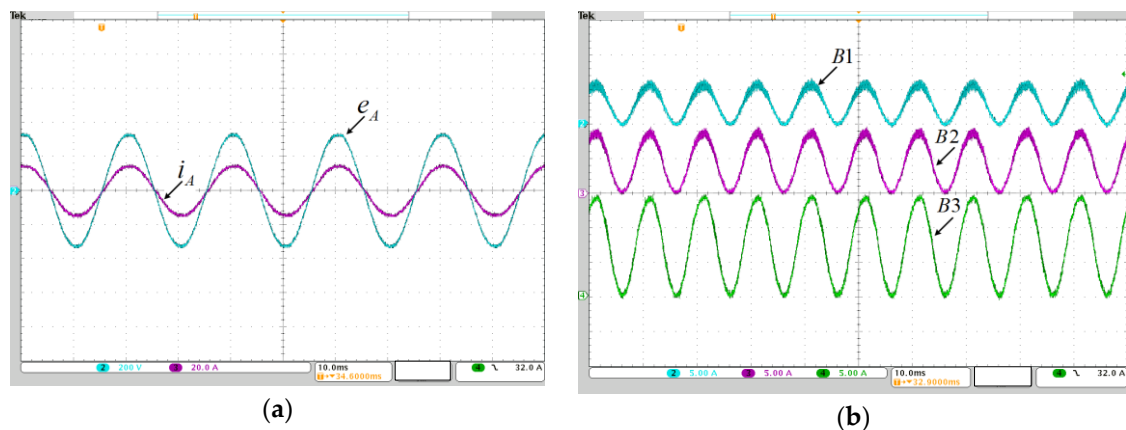 Tek
T
T
e_A
i_A
2
2 200 V 3 20.0 A
10.0ms
T→▼34.6000ms
4 32.0 A
(a)
Tek
T
T
B1
2
B2
3
B3
4
2 5.00 A 3 5.00 A 4 5.00 A
10.0ms
T→▼32.9000ms
4 32.0 A
(b)